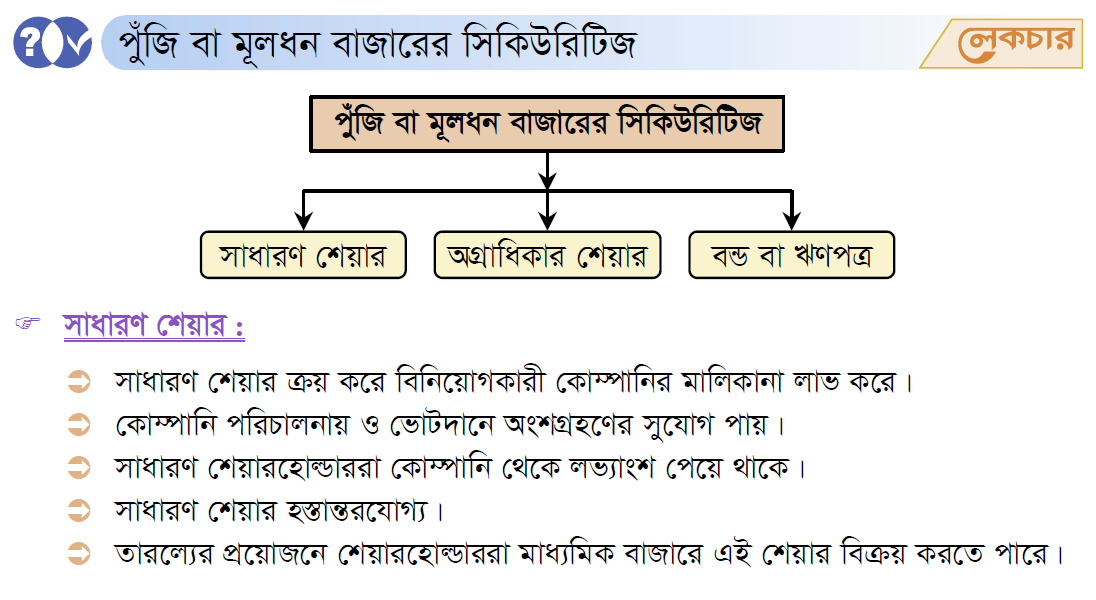 পুঁজি বা মূলধন বাজারের সিকিউরিটিজ
লেকচার
পুঁজি বা মূলধন বাজারের সিকিউরিটিজ
সাধারণ শেয়ার
অগ্রাধিকার শেয়ার
বন্ড বা ঋণপত্র
সাধারণ শেয়ার :
সাধারণ শেয়ার ক্রয় করে বিনিয়োগকারী কোম্পানির মালিকানা লাভ করে।
কোম্পানি পরিচালনায় ও ভোটদানে অংশগ্রহণের সুযোগ পায়।
সাধারণ শেয়ারহোল্ডাররা কোম্পানি থেকে লভ্যাংশ পেয়ে থাকে।
সাধারণ শেয়ার হস্তান্তরযোগ্য।
তারল্যের প্রয়োজনে শেয়ারহোল্ডাররা মাধ্যমিক বাজারে এই শেয়ার বিক্রয় করতে পারে।